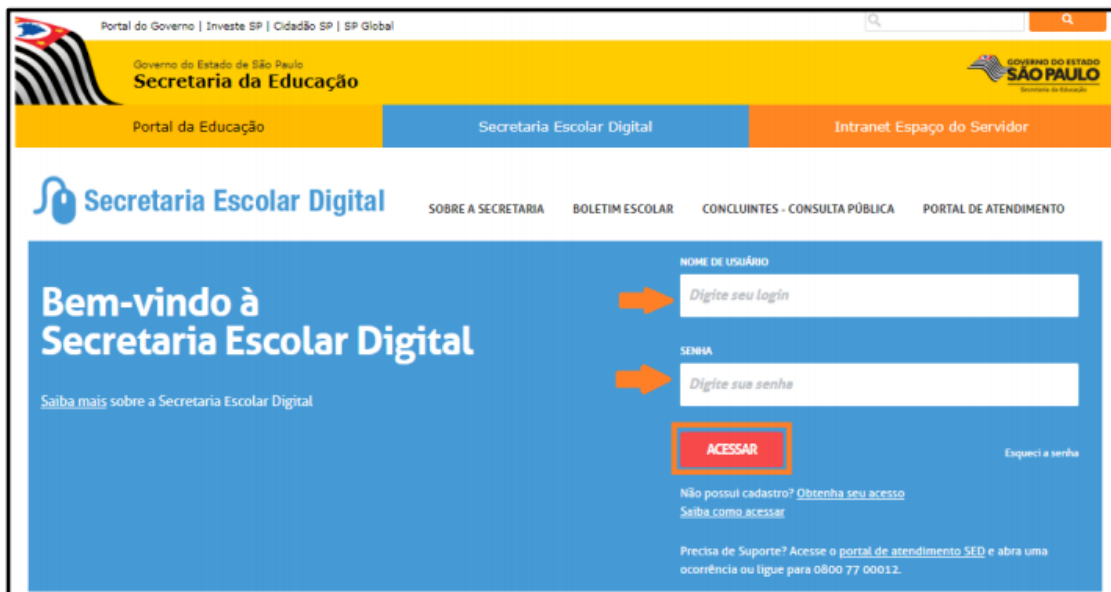 Portal do Governo | Investe SP | Cidadão SP | SP Global
Governo do Estado de São Paulo
Secretaria da Educação
GOVERNO DO ESTADO
SÃO PAULO
Secretaria da Educação
Portal da Educação
Secretaria Escolar Digital
Intranet Espaço do Servidor
Secretaria Escolar Digital
SOBRE A SECRETARIA
BOLETIM ESCOLAR
CONCLUINTES - CONSULTA PÚBLICA
PORTAL DE ATENDIMENTO
Bem-vindo à
Secretaria Escolar Digital
Saiba mais sobre a Secretaria Escolar Digital
NOME DE USUÁRIO
Digite seu login
SENHA
Digite sua senha
ACESSAR
Esqueci a senha
Não possui cadastro? Obtenha seu acesso
Saiba como acessar
Precisa de Suporte? Acesse o portal de atendimento SED e abra uma
ocorrência ou ligue para 0800 77 00012.